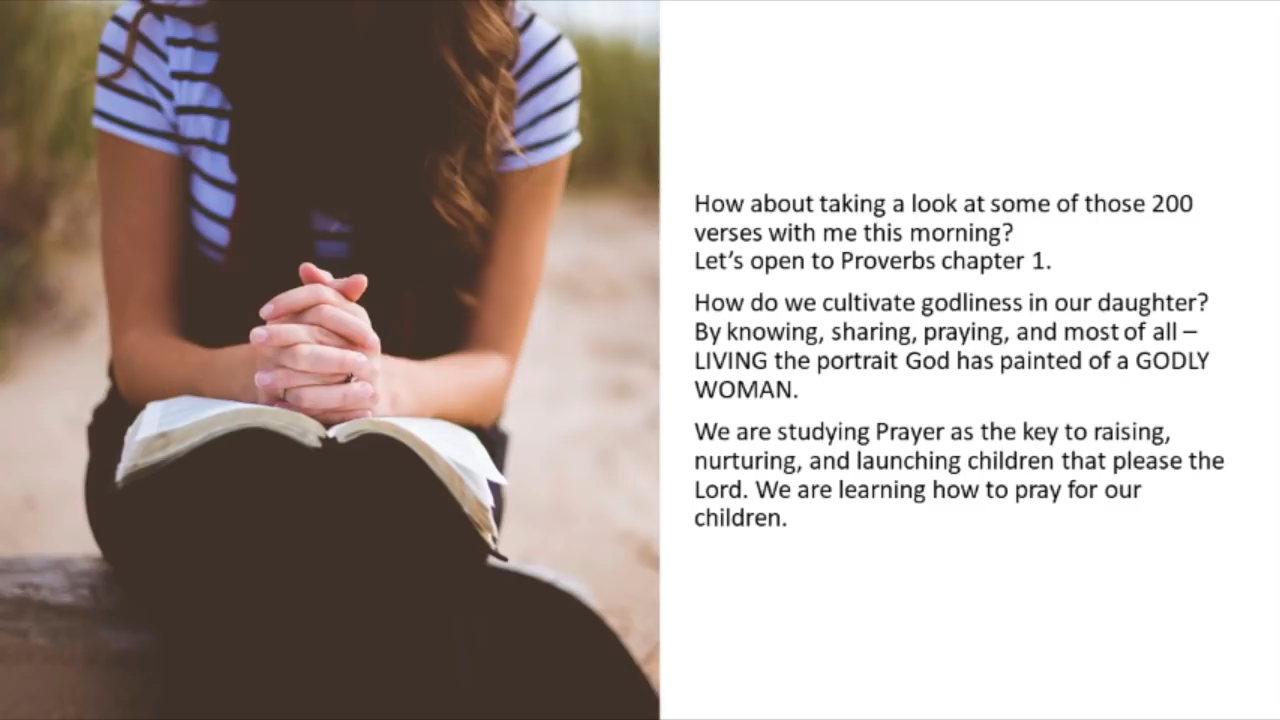 How about taking a look at some of those 200
verses with me this morning?
Let’s open to Proverbs chapter 1.
How do we cultivate godliness in our daughter?
By knowing, sharing, praying, and most of all –
LIVING the portrait God has painted of a GODLY
WOMAN.
We are studying Prayer as the key to raising,
nurturing, and launching children that please the
Lord. We are learning how to pray for our
children.